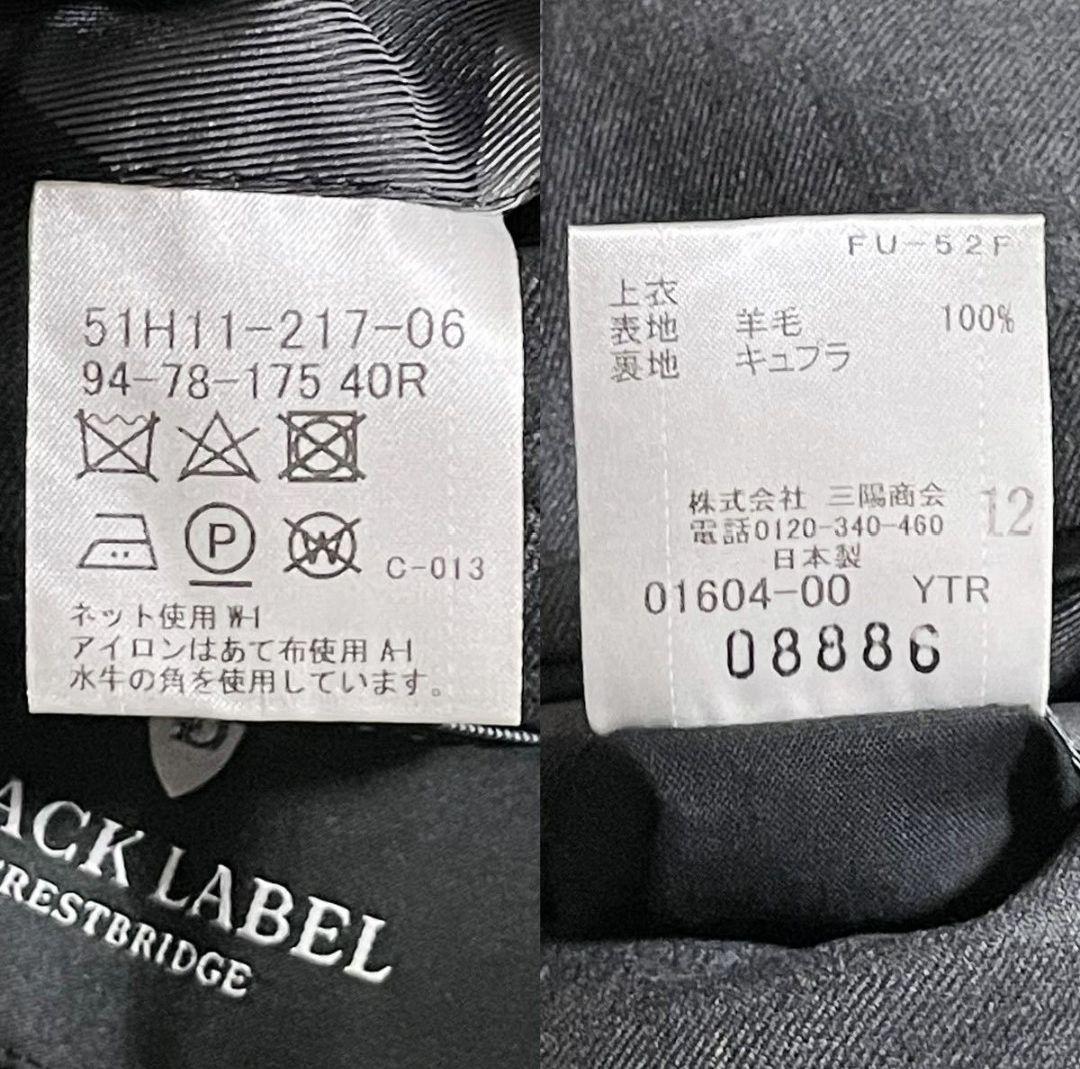 51H11-217-06
94-78-175 40R
P
W
C-013
ネット使用 W-1
アイロンはあて布使用 A-1
水牛の角を使用しています。
ACK LABEL
RESTBRIDGE
FU-52F
上衣
表地 羊毛 100%
裏地 キュプラ
株式会社 三陽商会 12
電話0120-340-460
日本製
01604-00 YTR
08886